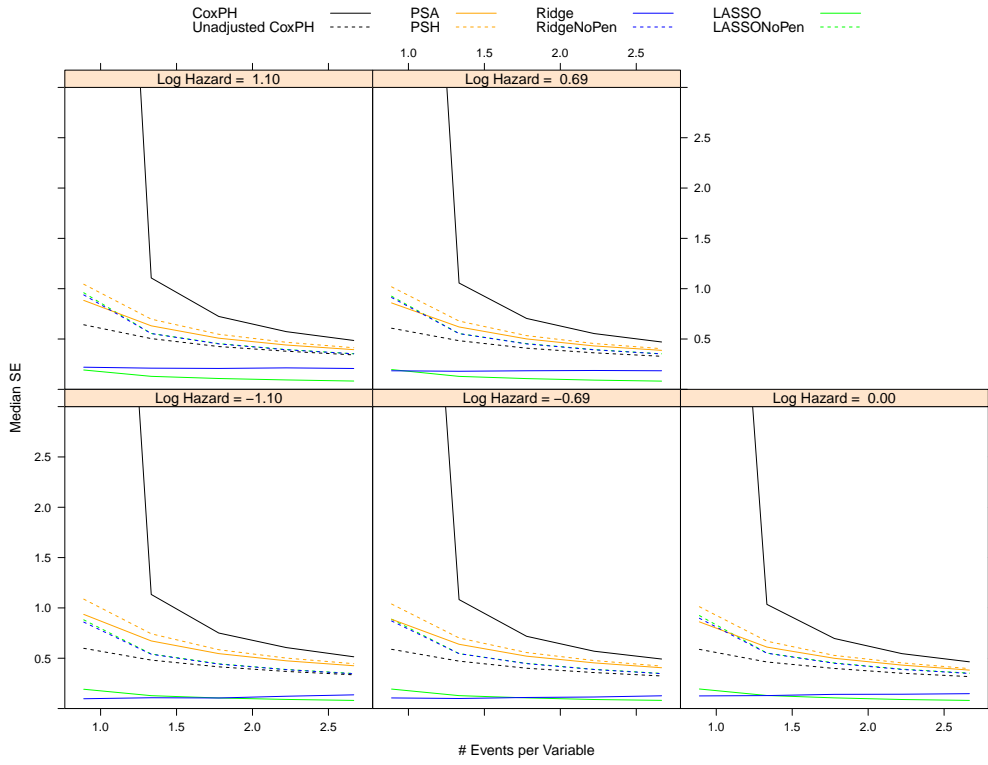 CoxPH PSA Ridge LASSO
Unadjusted CoxPH PSH RidgeNoPen LASSONoPen
1.0 1.5 2.0 2.5
Log Hazard = 1.10 Log Hazard = 0.69
2.5
2.0
1.5
1.0
0.5
Median SE
Log Hazard = −1.10 Log Hazard = −0.69 Log Hazard = 0.00
2.5
2.0
1.5
1.0
0.5
1.0 1.5 2.0 2.5 1.0 1.5 2.0 2.5
# Events per Variable